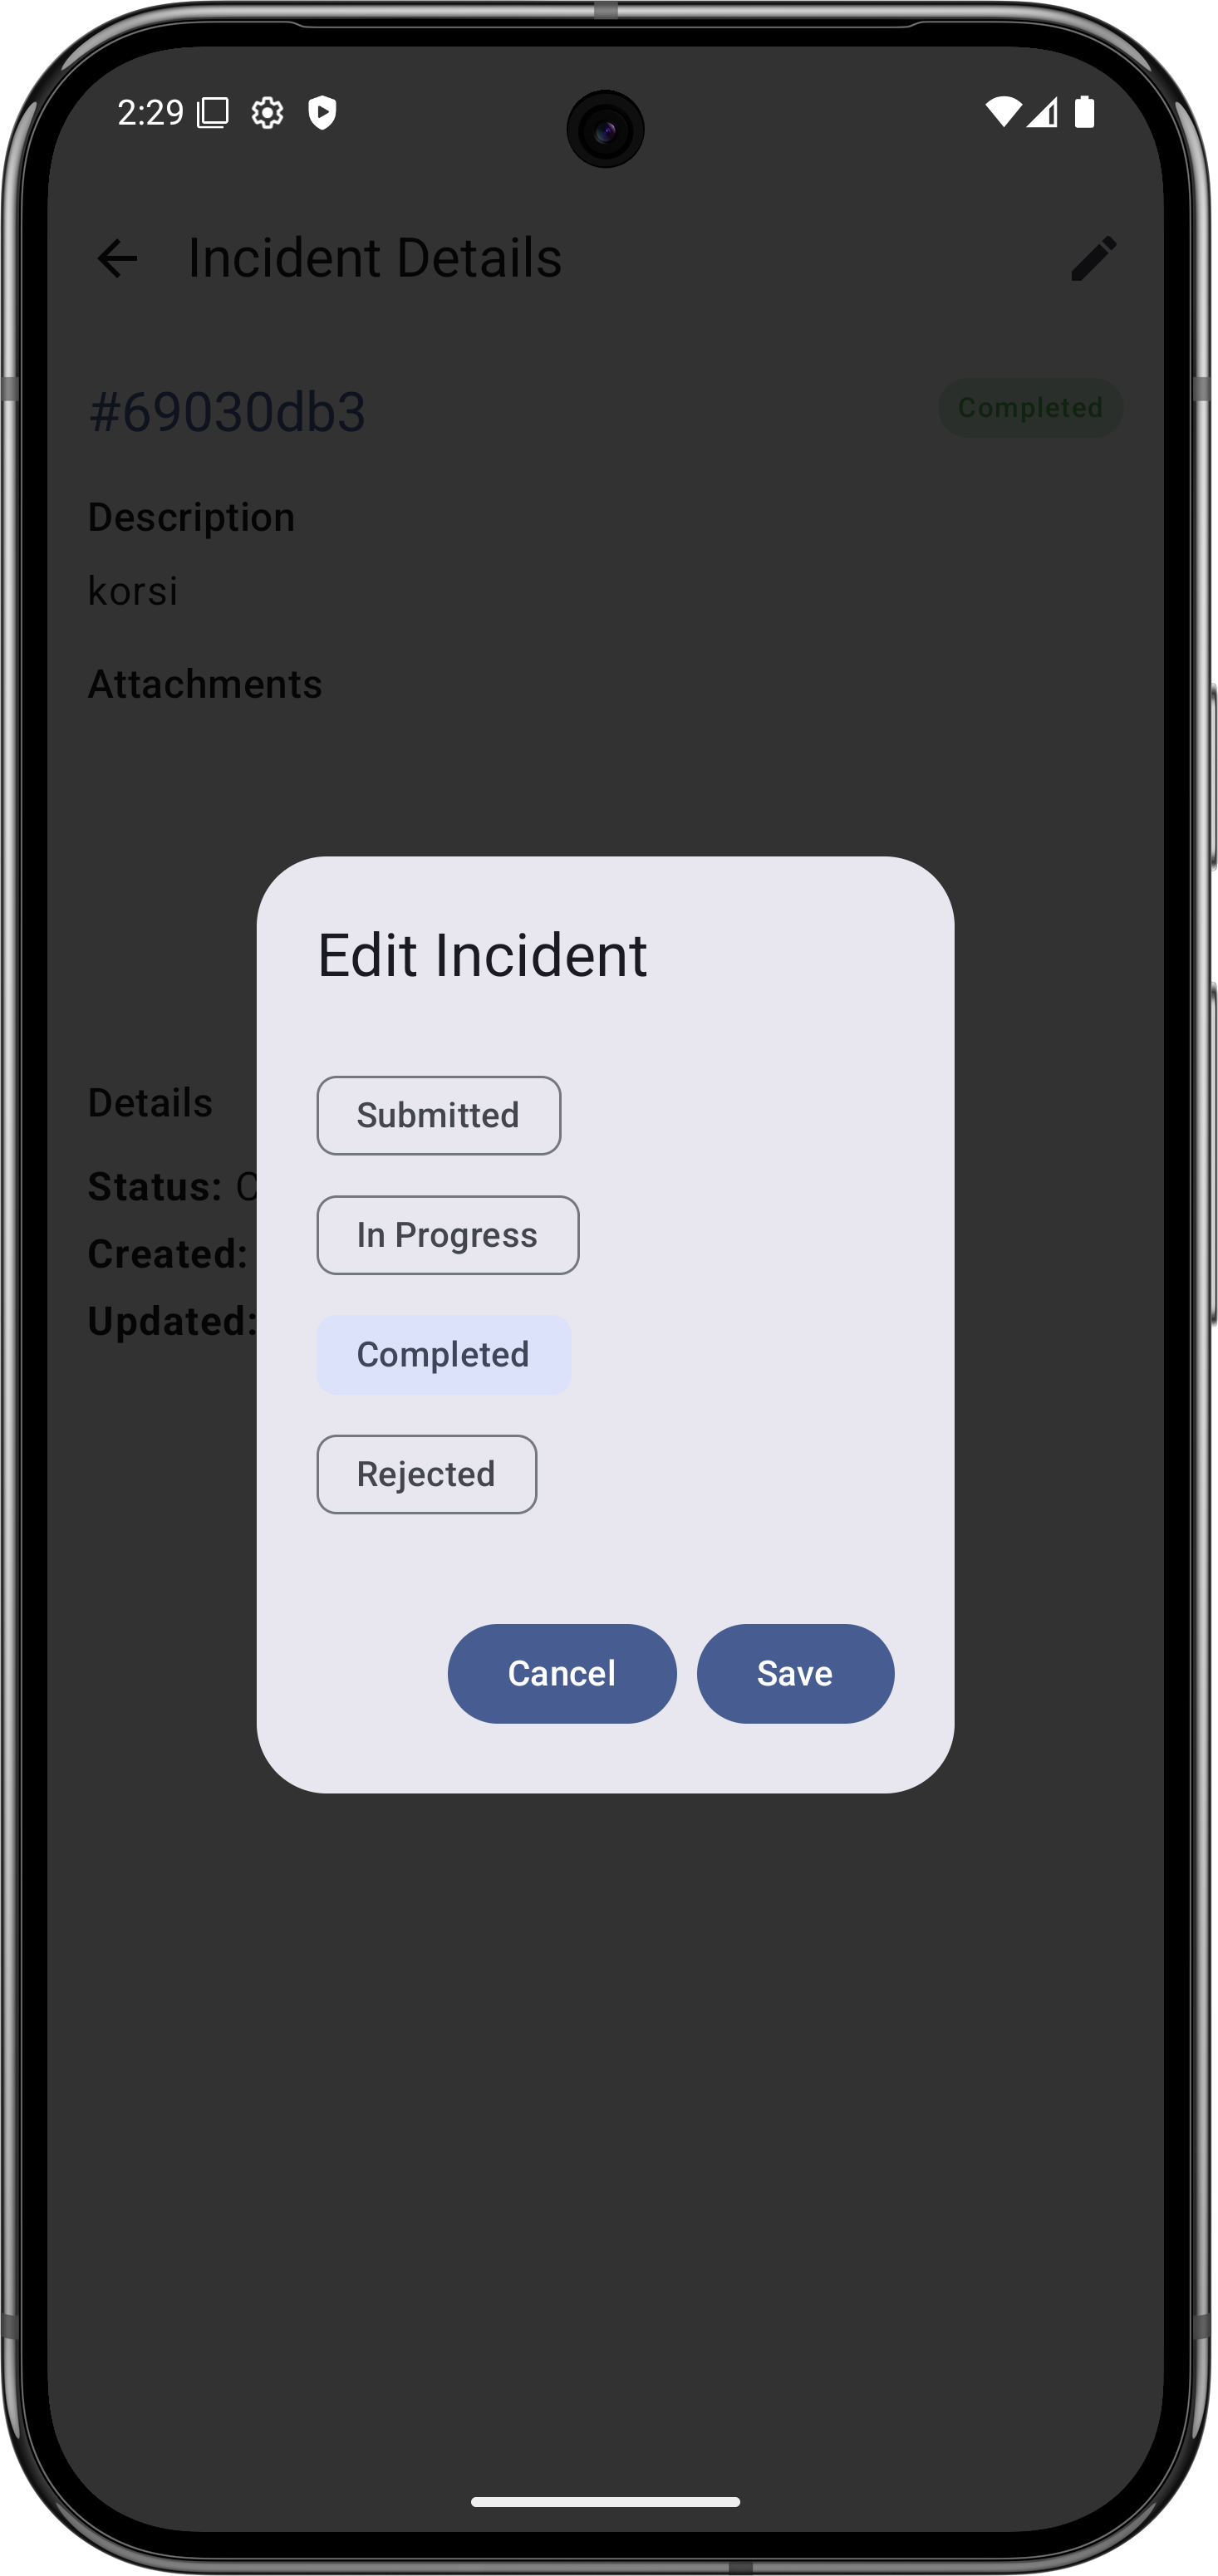 2:29
Incident Details
#69030db3
Completed
Description
korsi
Attachments
Edit Incident
Submitted
In Progress
Completed
Rejected
Cancel
Save
Details
Status:
Created:
Updated: